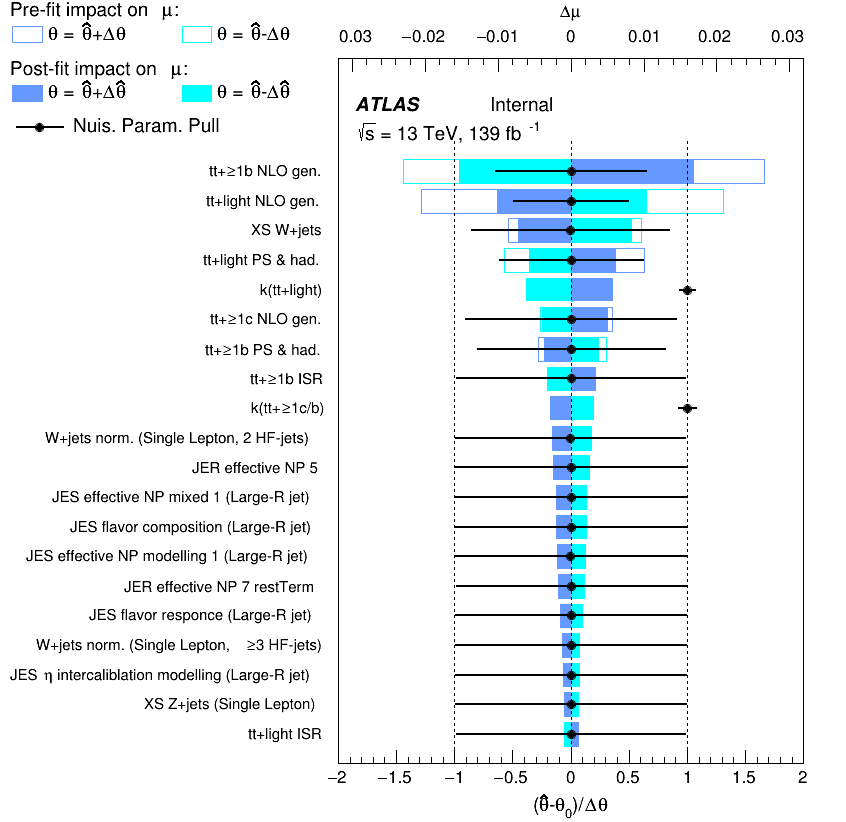 Pre-fit impact on μ:
θ = θ̂+Δθ θ = θ̂-Δθ
Post-fit impact on μ:
θ = θ̂+Δθ̂ θ = θ̂-Δθ̂
Nuis. Param. Pull
Δμ
0.03 −0.02 −0.01 0 0.01 0.02 0.03
ATLAS Internal
√s = 13 TeV, 139 fb⁻¹
tt+≥1b NLO gen.
tt+light NLO gen.
XS W+jets
tt+light PS & had.
k(tt+light)
tt+≥1c NLO gen.
tt+≥1b PS & had.
tt+≥1b ISR
k(tt+≥1c/b)
W+jets norm. (Single Lepton, 2 HF-jets)
JER effective NP 5
JES effective NP mixed 1 (Large-R jet)
JES flavor composition (Large-R jet)
JES effective NP modelling 1 (Large-R jet)
JER effective NP 7 restTerm
JES flavor responce (Large-R jet)
W+jets norm. (Single Lepton, ≥3 HF-jets)
JES η intercaliblation modelling (Large-R jet)
XS Z+jets (Single Lepton)
tt+light ISR
−2 −1.5 −1 −0.5 0 0.5 1 1.5 2
(θ̂-θ₀)/Δθ